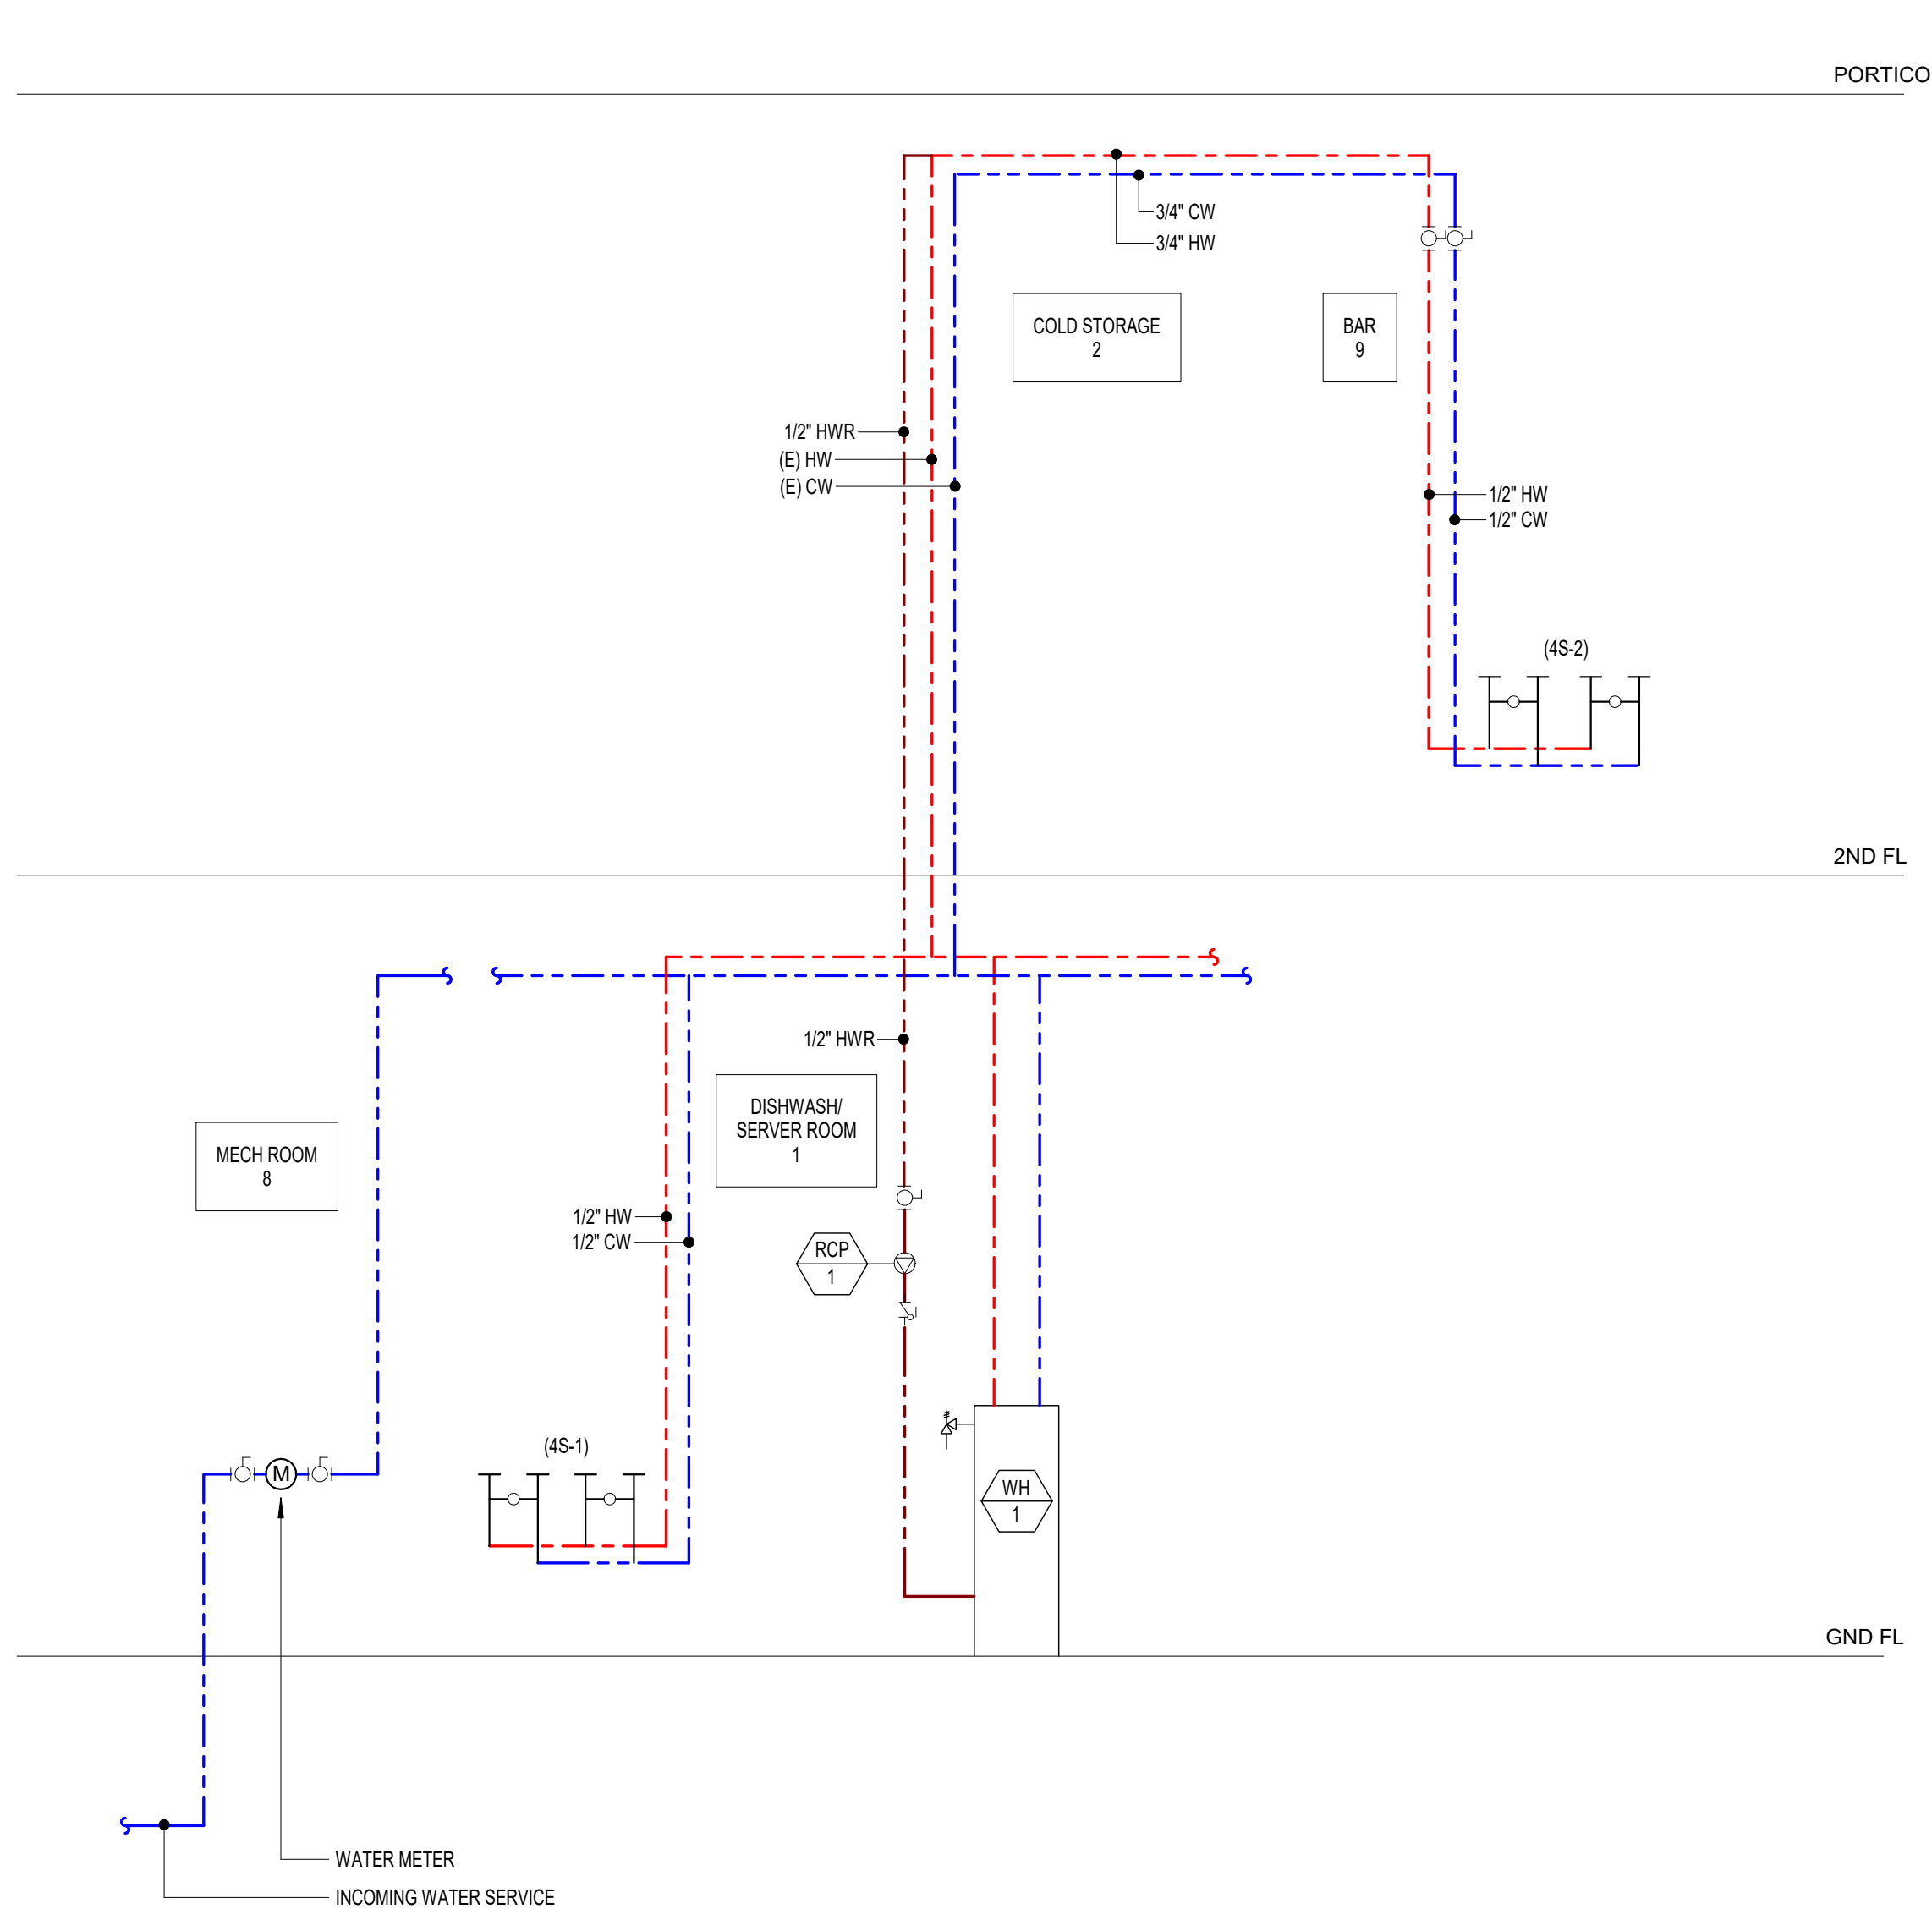 PORTICO
3/4" CW
3/4" HW
COLD STORAGE
2
BAR
9
1/2" HWR
(E) HW
(E) CW
1/2" HW
1/2" CW
(4S-2)
2ND FL
1/2" HWR
DISHWASH/
SERVER ROOM
1
MECH ROOM
8
1/2" HW
1/2" CW
RCP
1
(4S-1)
M
WH
1
GND FL
WATER METER
INCOMING WATER SERVICE